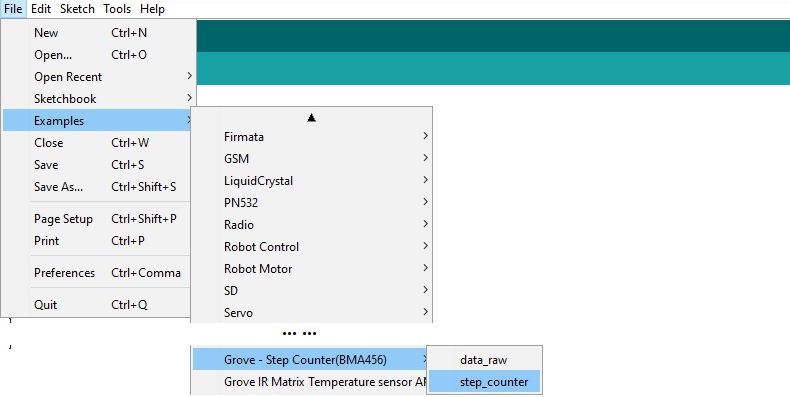 File Edit Sketch Tools Help
New Ctrl+N
Open... Ctrl+O
Open Recent
Sketchbook
Examples
Close Ctrl+W
Save Ctrl+S
Save As... Ctrl+Shift+S
Page Setup Ctrl+Shift+P
Print Ctrl+P
Preferences Ctrl+Comma
Quit Ctrl+Q
Firmata
GSM
LiquidCrystal
PN532
Radio
Robot Control
Robot Motor
SD
Servo
... ...
Grove - Step Counter(BMA456)
Grove IR Matrix Temperature sensor
data_raw
step_counter